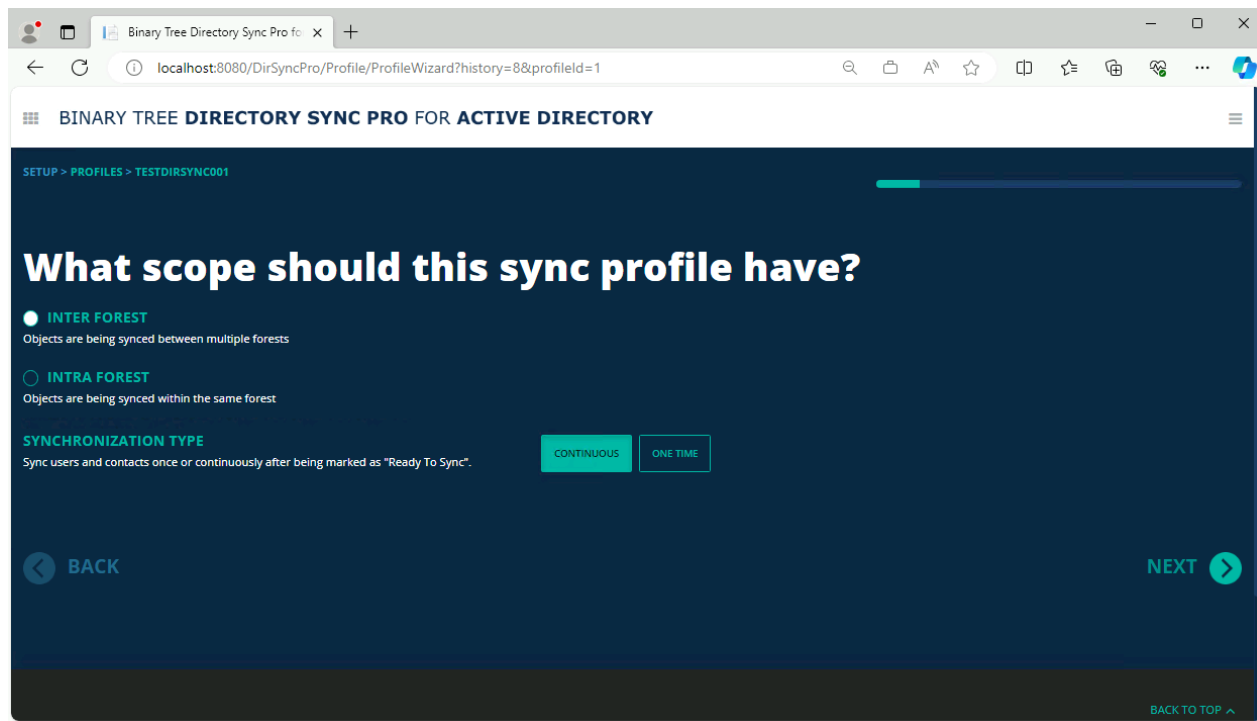 Binary Tree Directory Sync Pro fo
localhost:8080/DirSyncPro/Profile/ProfileWizard?history=8&profileId=1
BINARY TREE DIRECTORY SYNC PRO FOR ACTIVE DIRECTORY
SETUP > PROFILES > TESTDIRSYNC001
What scope should this sync profile have?
INTER FOREST
Objects are being synced between multiple forests
INTRA FOREST
Objects are being synced within the same forest
SYNCHRONIZATION TYPE
Sync users and contacts once or continuously after being marked as "Ready To Sync".
CONTINUOUS ONE TIME
BACK NEXT
BACK TO TOP